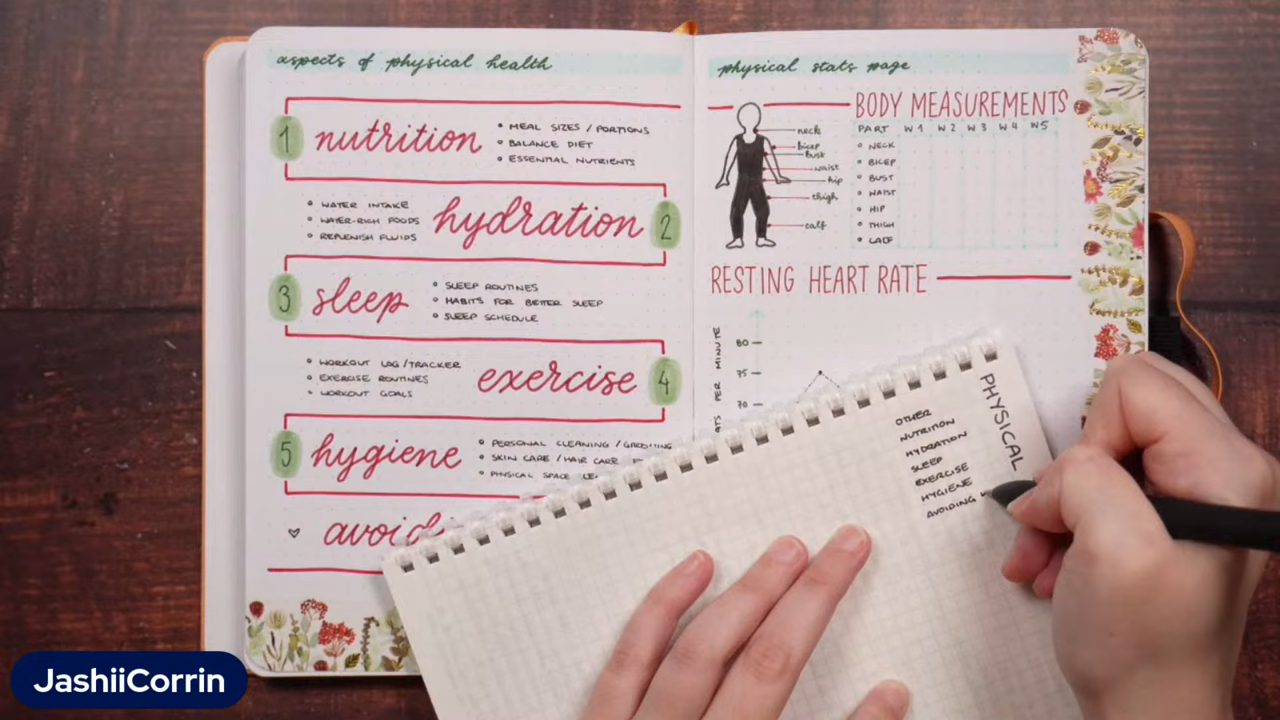 aspects of physical health
1 nutrition
MEAL SIZES / PORTIONS
BALANCE DIET
ESSENTIAL NUTRIENTS
WATER INTAKE
WATER-RICH FOODS
REPLENISH FLUIDS
hydration 2
3 sleep
SLEEP ROUTINES
HABITS FOR BETTER SLEEP
SLEEP SCHEDULE
WORKOUT LOG/TRACKER
EXERCISE ROUTINES
WORKOUT GOALS
exercise 4
5 hygiene
PERSONAL CLEANING / GROOMING
SKIN CARE / HAIR CARE
PHYSICAL SPACE
physical stats page
BODY MEASUREMENTS
neck
bicep
bust
waist
hip
thigh
calf
PART W1 W2 W3 W4 W5
NECK
BICEP
BUST
WAIST
HIP
THIGH
CALF
RESTING HEART RATE
PER MINUTE
80
75
70
PHYSICAL
OTHER
NUTRITION
HYDRATION
SLEEP
EXERCISE
HYGIENE
AVOIDING
JashiiCorrin